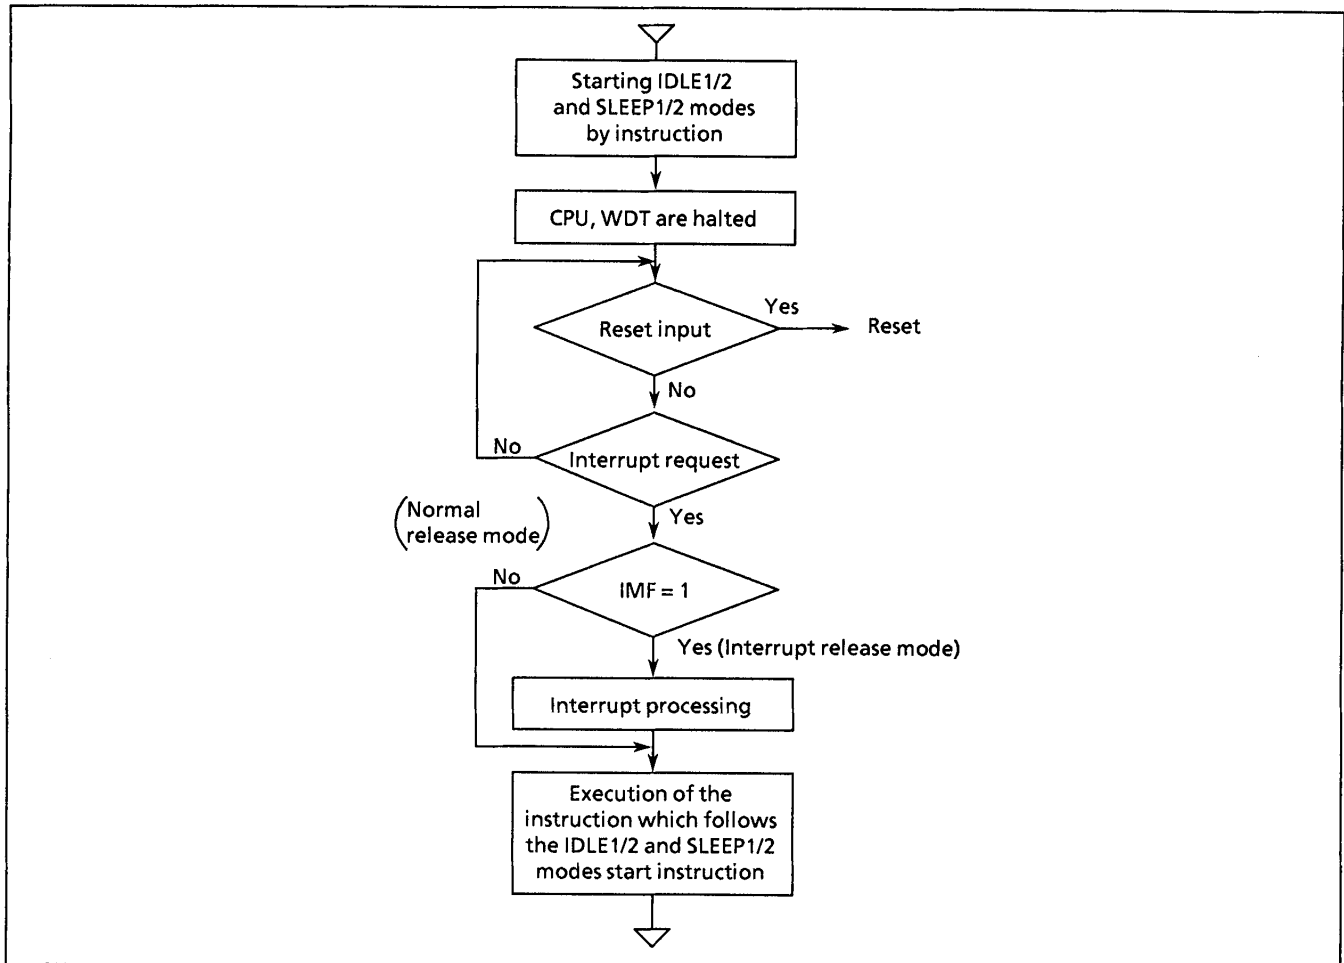 Starting IDLE1/2
and SLEEP1/2 modes
by instruction
CPU, WDT are halted
Reset input
Yes
Reset
No
Interrupt request
No
Yes
(Normal
release mode)
IMF = 1
No
Yes (Interrupt release mode)
Interrupt processing
Execution of the
instruction which follows
the IDLE1/2 and SLEEP1/2
modes start instruction